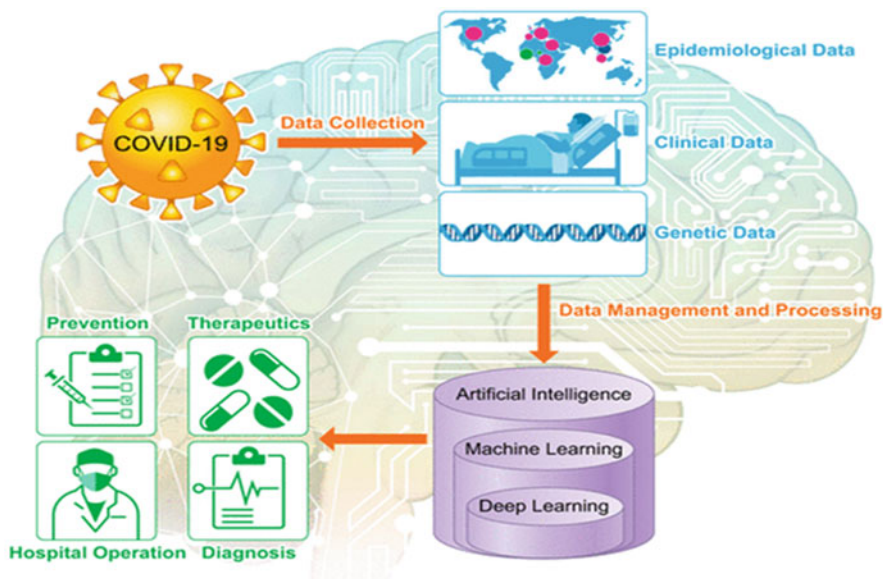 Epidemiological Data
COVID-19
Data Collection
Clinical Data
Genetic Data
Data Management and Processing
Prevention
Therapeutics
Artificial Intelligence
Machine Learning
Deep Learning
Hospital Operation
Diagnosis